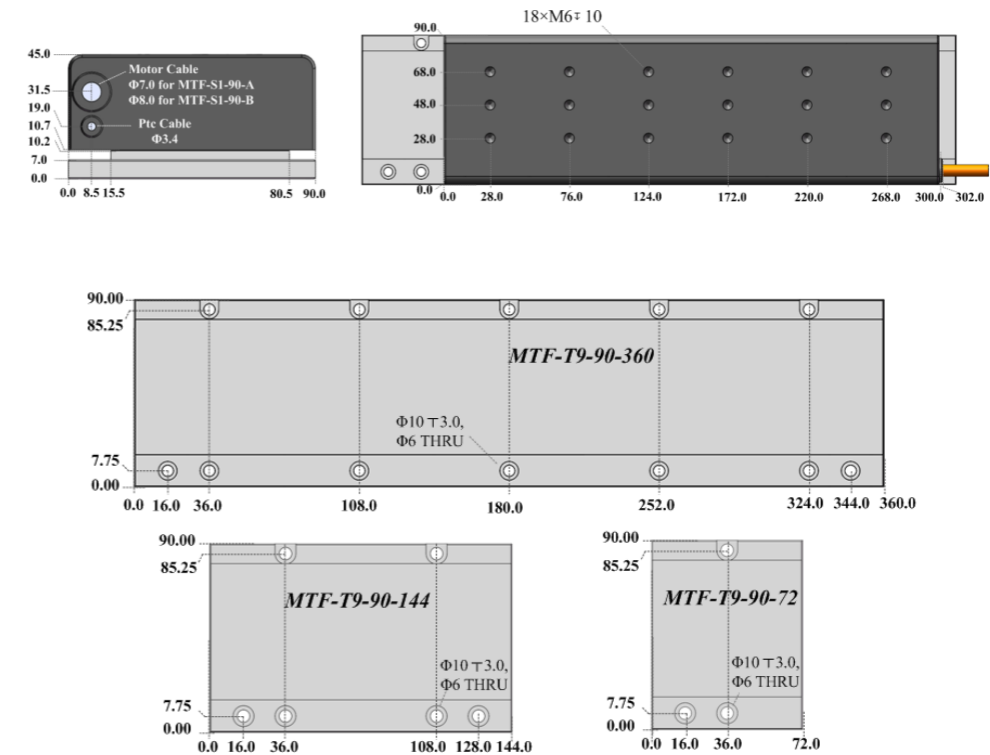 18×M6↧ 10
45.0
31.5
19.0
10.7
10.2
7.0
0.0
Motor Cable
Φ7.0 for MTF-S1-90-A
Φ8.0 for MTF-S1-90-B
Ptc Cable
Φ3.4
0.0 8.5 15.5 80.5 90.0
90.0
68.0
48.0
28.0
0.0
0.0 28.0 76.0 124.0 172.0 220.0 268.0 300.0 302.0
90.00
85.25
MTF-T9-90-360
Φ10 ↧3.0,
Φ6 THRU
7.75
0.00
0.0 16.0 36.0 108.0 180.0 252.0 324.0 344.0 360.0
90.00
85.25
MTF-T9-90-144
Φ10 ↧3.0,
Φ6 THRU
7.75
0.00
0.0 16.0 36.0 108.0 128.0 144.0
90.00
85.25
MTF-T9-90-72
Φ10 ↧3.0,
Φ6 THRU
7.75
0.00
0.0 16.0 36.0 72.0